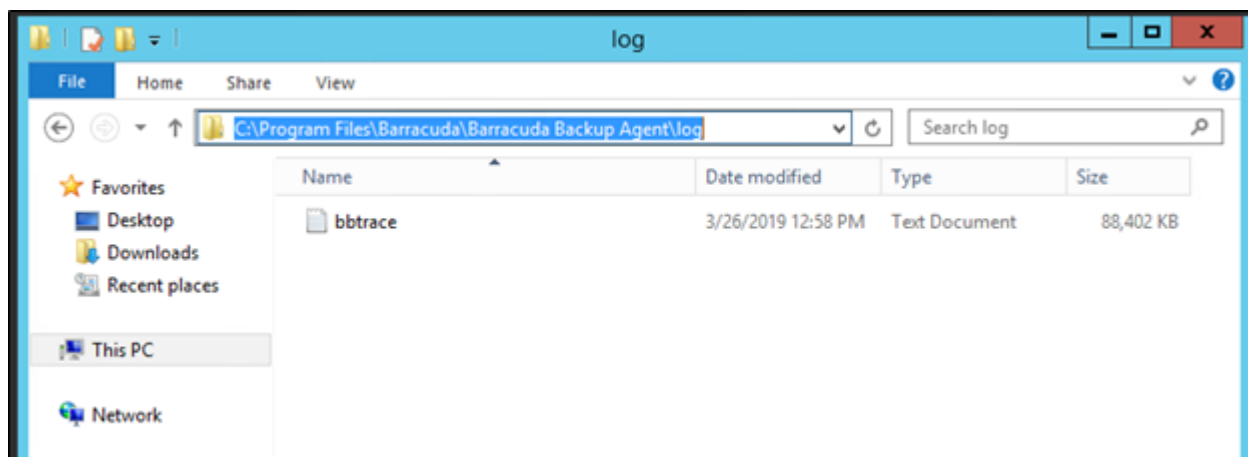 log
File Home Share View
C:\Program Files\Barracuda\Barracuda Backup Agent\log
Search log
Favorites
Desktop
Downloads
Recent places
This PC
Network
Name Date modified Type Size
bbtrace 3/26/2019 12:58 PM Text Document 88,402 KB